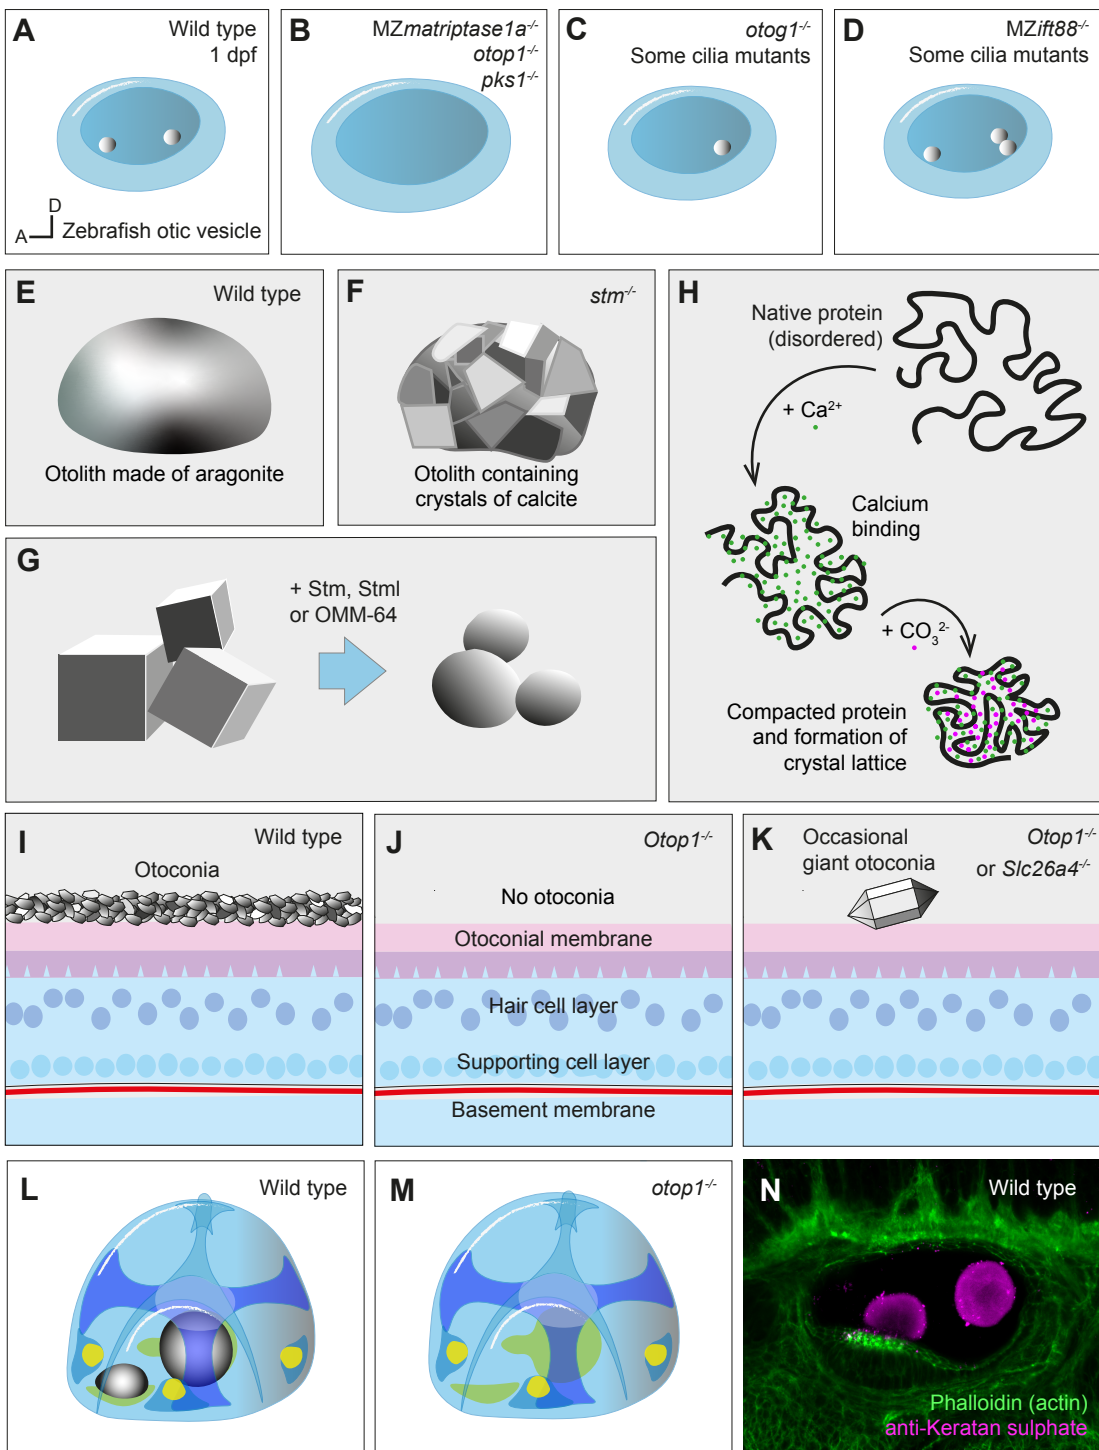 A
Wild type
1 dpf
D
A
Zebrafish otic vesicle
B
MZmatriptase1a-/-
otop1-/-
pks1-/-
C
otog1-/-
Some cilia mutants
D
MZift88-/-
Some cilia mutants
E
Wild type
Otolith made of aragonite
F
stm-/-
Otolith containing
crystals of calcite
G
+ Stm, Stml
or OMM-64
H
Native protein
(disordered)
+ Ca2+
Calcium
binding
+ CO32-
Compacted protein
and formation of
crystal lattice
I
Wild type
Otoconia
J
Otop1-/-
No otoconia
Otoconial membrane
Hair cell layer
Supporting cell layer
Basement membrane
K
Occasional
giant otoconia
Otop1-/-
or Slc26a4-/-
L
Wild type
M
otop1-/-
N
Wild type
Phalloidin (actin)
anti-Keratan sulphate